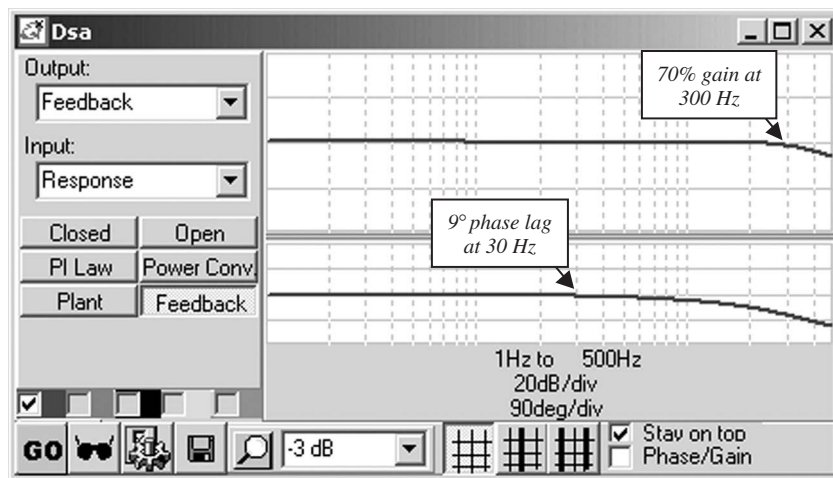 Dsa
Output:
Feedback
Input:
Response
Closed
Open
PI Law
Power Conv.
Plant
Feedback
70% gain at
300 Hz
9° phase lag
at 30 Hz
1Hz to 500Hz
20dB/div
90deg/div
GO
-3 dB
Stay on top
Phase/Gain